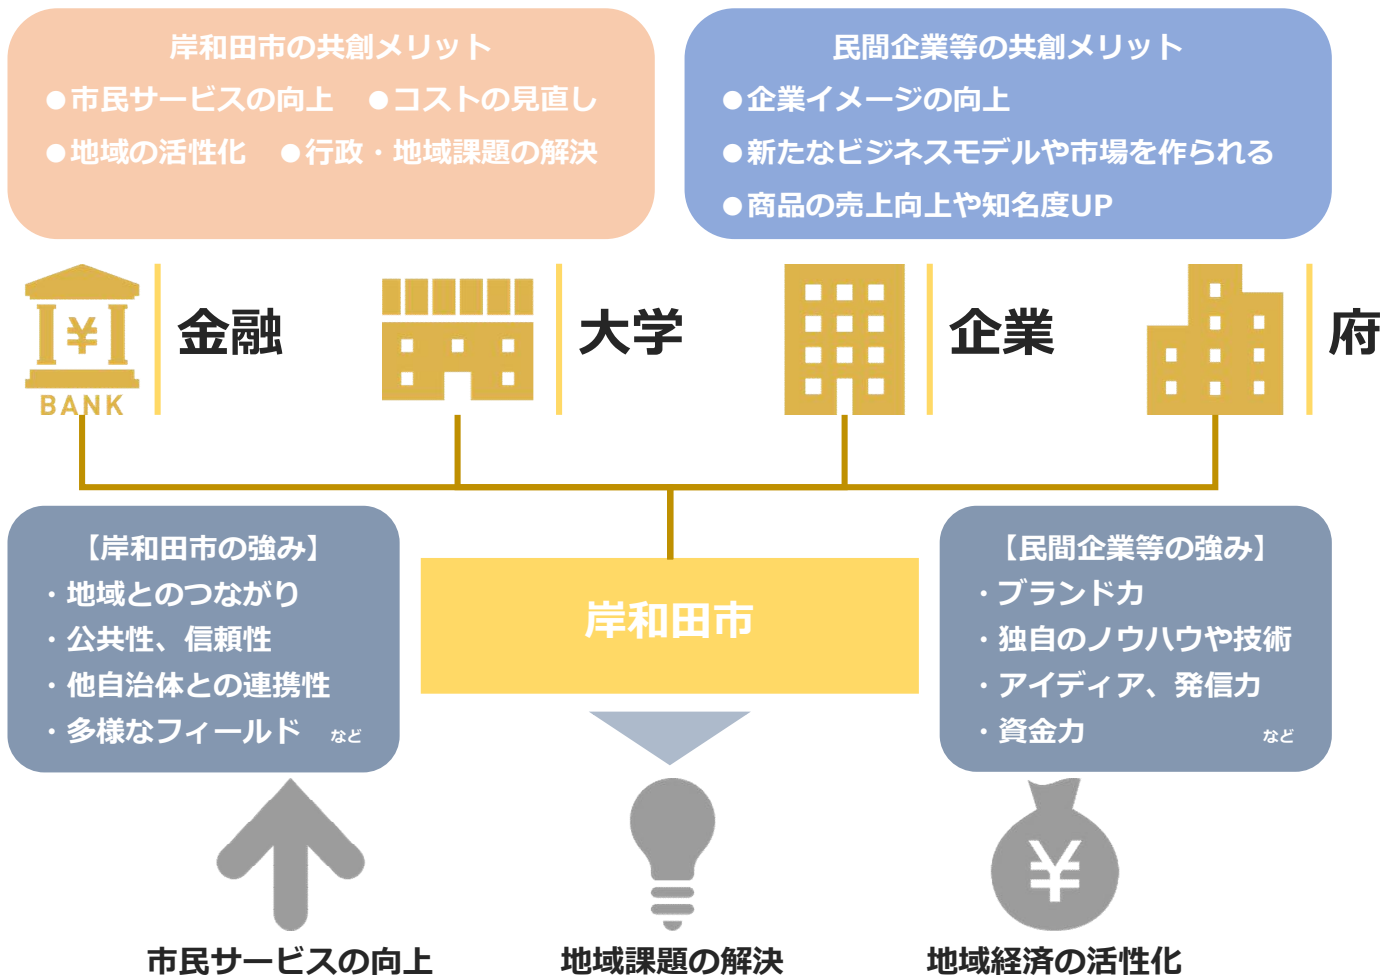 岸和田市の共創メリット
●市民サービスの向上　●コストの見直し
●地域の活性化　●行政・地域課題の解決
民間企業等の共創メリット
●企業イメージの向上
●新たなビジネスモデルや市場を作られる
●商品の売上向上や知名度UP
¥
BANK
金融
大学
企業
府
【岸和田市の強み】
・地域とのつながり
・公共性、信頼性
・他自治体との連携性
・多様なフィールド　など
岸和田市
【民間企業等の強み】
・ブランド力
・独自のノウハウや技術
・アイディア、発信力
・資金力　など
¥
市民サービスの向上
地域課題の解決
地域経済の活性化